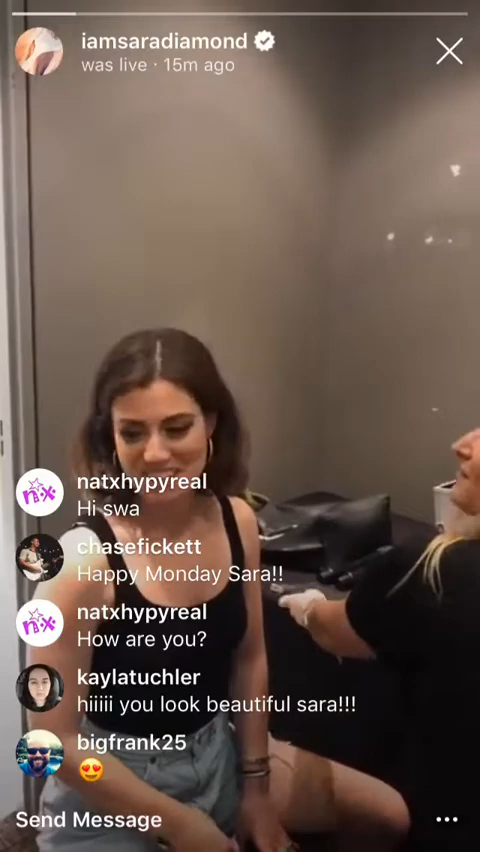 iamsaradiamond
was live · 15m ago
natxhypyreal
Hi swa
chasefickett
Happy Monday Sara!!
natxhypyreal
How are you?
kaylatuchler
hiiiii you look beautiful sara!!!
bigfrank25
😍
Send Message